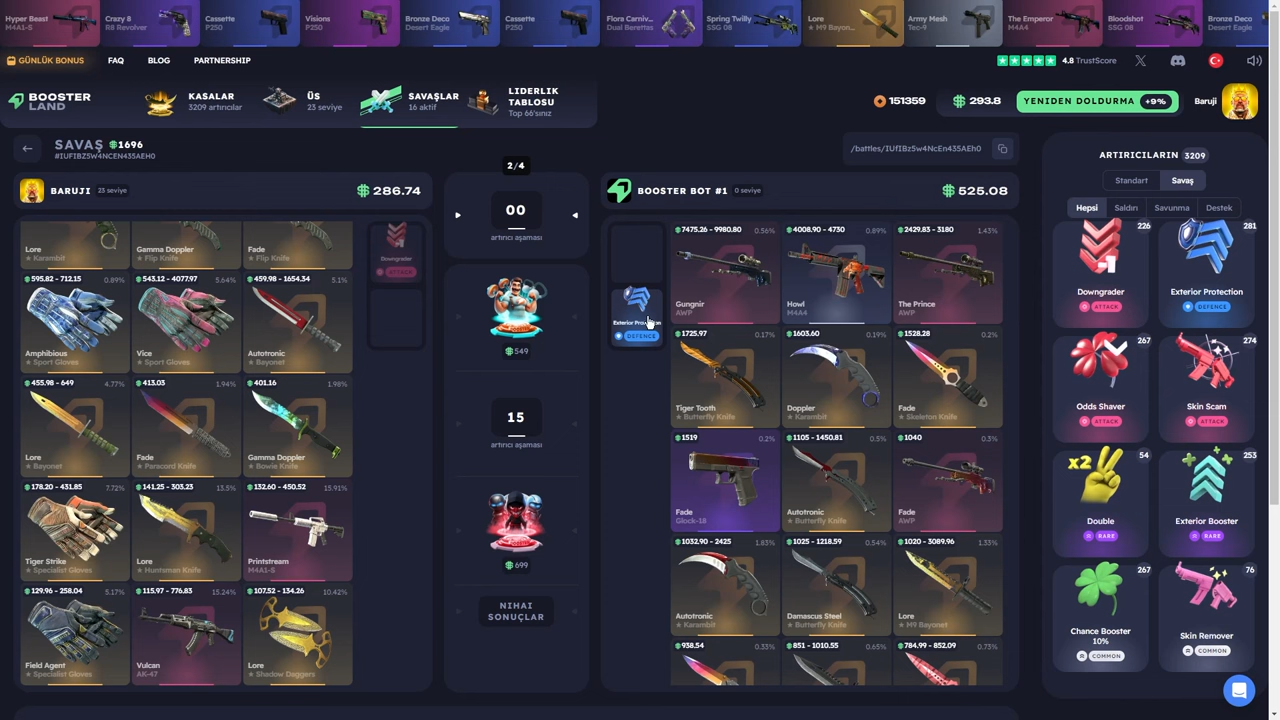 Hyper Beast
M4A1-S
Crazy 8
R8 Revolver
Cassette
P250
Visions
P250
Bronze Deco
Desert Eagle
Cassette
P250
Flora Carniv...
Dual Berettas
Spring Twilly
SSG 08
Lore
★ M9 Bayon...
Army Mesh
Tec-9
The Emperor
M4A4
Bloodshot
SSG 08
Bronze Deco
Desert Eagle
GÜNLÜK BONUS
FAQ
BLOG
PARTNERSHIP
4.8 TrustScore
BOOSTER
LAND
KASALAR
3209 artırıcılar
ÜS
23 seviye
SAVAŞLAR
16 aktif
LIDERLIK
TABLOSU
Top 66'sınız
151359
293.8
YENIDEN DOLDURMA +9%
Baruji
SAVAŞ 1696
#IUFIBZ5W4NCEN43SAEH0
2/4
/battles/IUfIBz5w4NcEn43SAEh0
BARUJI 23 seviye
286.74
BOOSTER BOT #1 0 seviye
525.08
Lore
★ Karambit
Gamma Doppler
★ Flip Knife
Fade
★ Flip Knife
595.82 - 712.15 0.89%
Amphibious
★ Sport Gloves
543.12 - 4077.97 5.64%
Vice
★ Sport Gloves
459.98 - 1654.34 5.1%
Autotronic
★ Bayonet
455.98 - 649 4.77%
Lore
★ Bayonet
413.03 1.94%
Fade
★ Paracord Knife
401.16 1.98%
Gamma Doppler
★ Bowie Knife
178.20 - 431.85 7.72%
Tiger Strike
★ Specialist Gloves
141.25 - 303.23 13.5%
Lore
★ Huntsman Knife
132.60 - 450.52 15.91%
Printstream
M4A1-S
129.96 - 258.04 5.17%
Field Agent
★ Specialist Gloves
115.97 - 776.83 15.24%
Vulcan
AK-47
107.52 - 134.26 10.42%
Lore
★ Shadow Daggers
Downgrader
ATTACK
00
artırıcı aşaması
549
15
artırıcı aşaması
699
NIHAI
SONUÇLAR
DEFENCE
7475.26 - 9980.80 0.56%
Gungnir
AWP
4008.90 - 4730 0.89%
Howl
M4A4
2429.83 - 3180 1.43%
The Prince
AWP
1725.97 0.17%
Tiger Tooth
★ Butterfly Knife
1603.60 0.19%
Doppler
★ Karambit
1528.28 0.2%
Fade
★ Skeleton Knife
1519 0.2%
Fade
Glock-18
1105 - 1450.81 0.5%
Autotronic
★ Butterfly Knife
1040 0.3%
Fade
AWP
1032.90 - 2425 1.83%
Autotronic
★ Karambit
1025 - 1218.59 0.54%
Damascus Steel
★ Butterfly Knife
1020 - 3089.96 1.33%
Lore
★ M9 Bayonet
938.54 0.33%
851 - 1010.55 0.65%
784.99 - 852.09 0.73%
ARTIRICILARIN 3209
Standart
Savaş
Hepsi
Saldırı
Savunma
Destek
226
Downgrader
ATTACK
281
Exterior Protection
DEFENCE
267
Odds Shaver
ATTACK
274
Skin Scam
ATTACK
54
x2
Double
RARE
253
Exterior Booster
RARE
267
Chance Booster
10%
COMMON
76
Skin Remover
COMMON